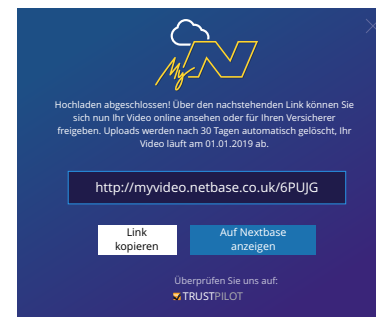 My N
Hochladen abgeschlossen! Über den nachstehenden Link können Sie
sich nun Ihr Video online ansehen oder für Ihren Versicherer
freigeben. Uploads werden nach 30 Tagen automatisch gelöscht, Ihr
Video läuft am 01.01.2019 ab.
http://myvideo.netbase.co.uk/6PUJG
Link
kopieren
Auf Nextbase
anzeigen
Überprüfen Sie uns auf:
TRUSTPILOT